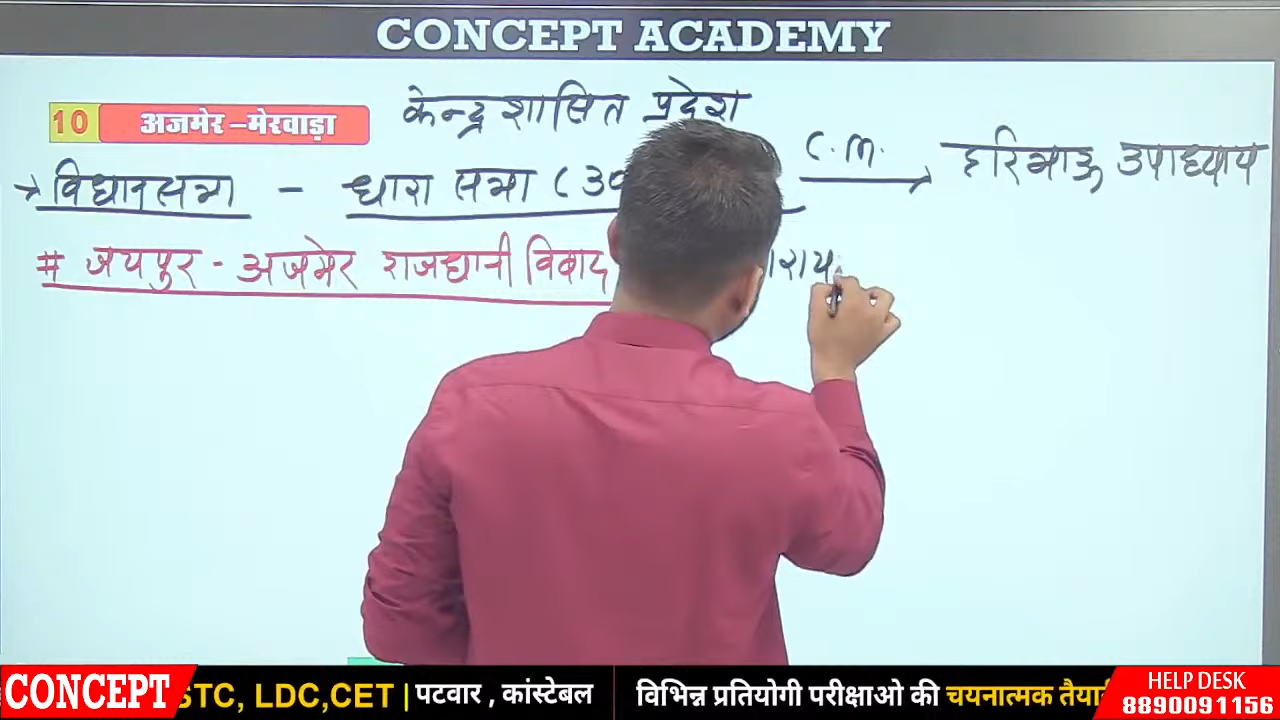 CONCEPT ACADEMY
10 अजमेर –मेरवाड़ा केन्द्रशासित प्रदेश
→ विधानसभा - धारा सभा (30 C.M. → हरिभाऊ उपाध्याय
# जयपुर - अजमेर राजधानी विवाद
CONCEPT STC, LDC,CET | पटवार , कांस्टेबल विभिन्न प्रतियोगी परीक्षाओ की चयनात्मक HELP DESK
8890091156